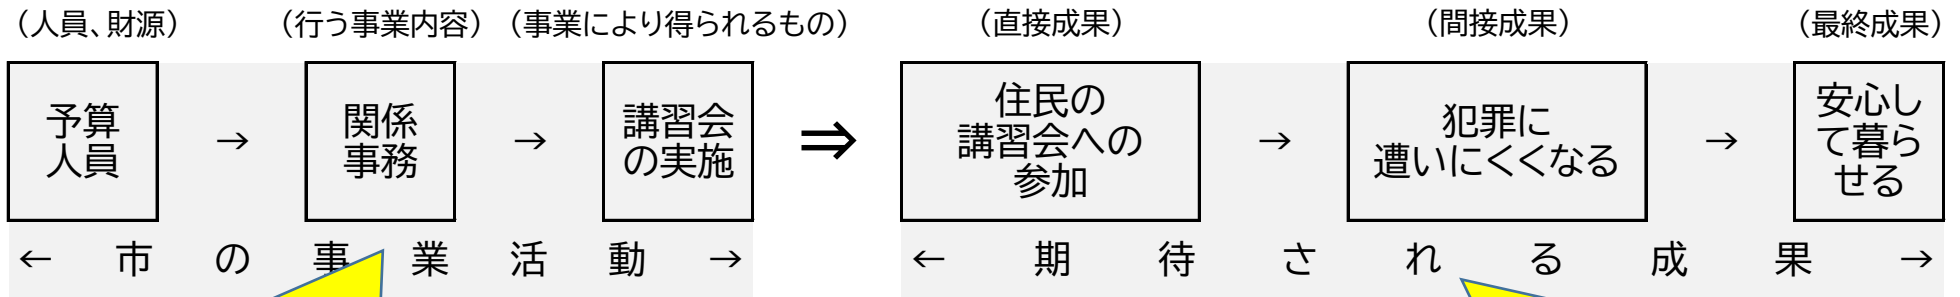 （人員、財源）
（行う事業内容）
（事業により得られるもの）
（直接成果）
（間接成果）
（最終成果）
予算
人員
→
関係
事務
→
講習会
の実施
⇒
住民の
講習会への
参加
→
犯罪に
遭いにくくなる
→
安心し
て暮ら
せる
← 市 の 事 業 活 動 →
← 期 待 さ れ る 成 果 →